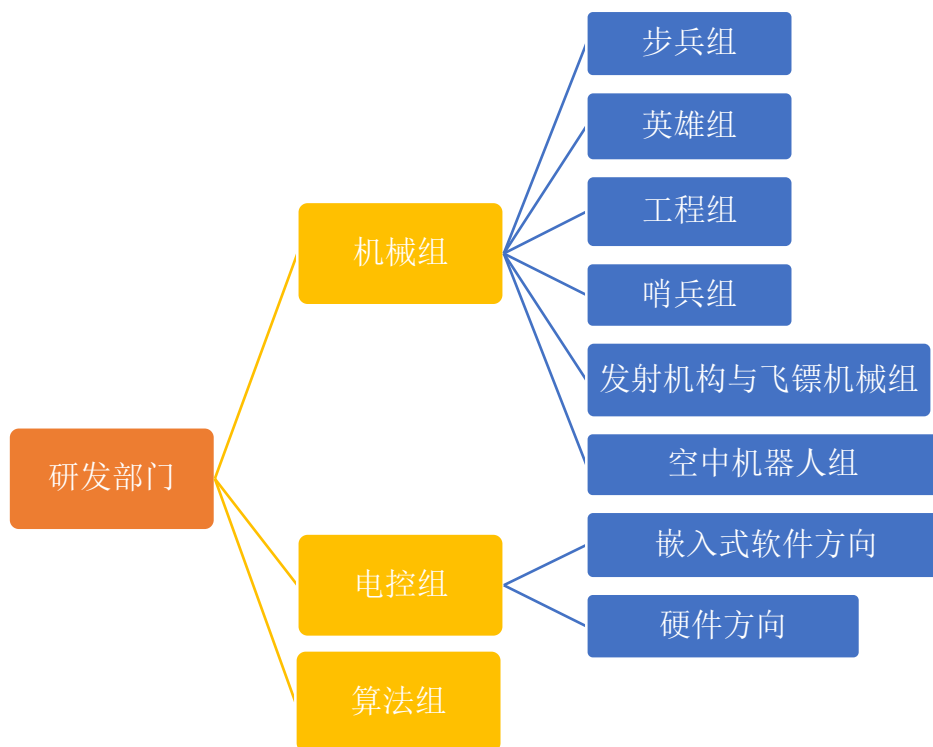 步兵组
英雄组
机械组
工程组
哨兵组
发射机构与飞镖机械组
空中机器人组
研发部门
嵌入式软件方向
电控组
硬件方向
算法组